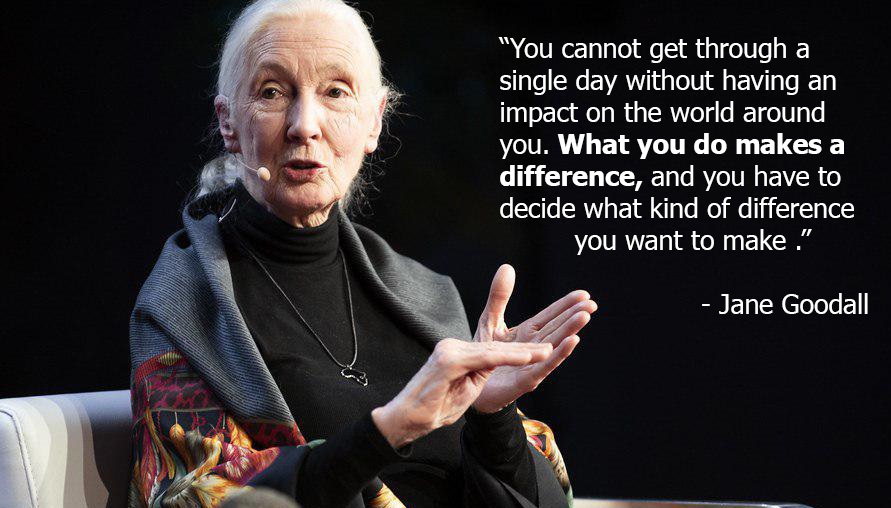 “You cannot get through a
single day without having an
impact on the world around
you. What you do makes a
difference, and you have to
decide what kind of difference
you want to make .”
- Jane Goodall